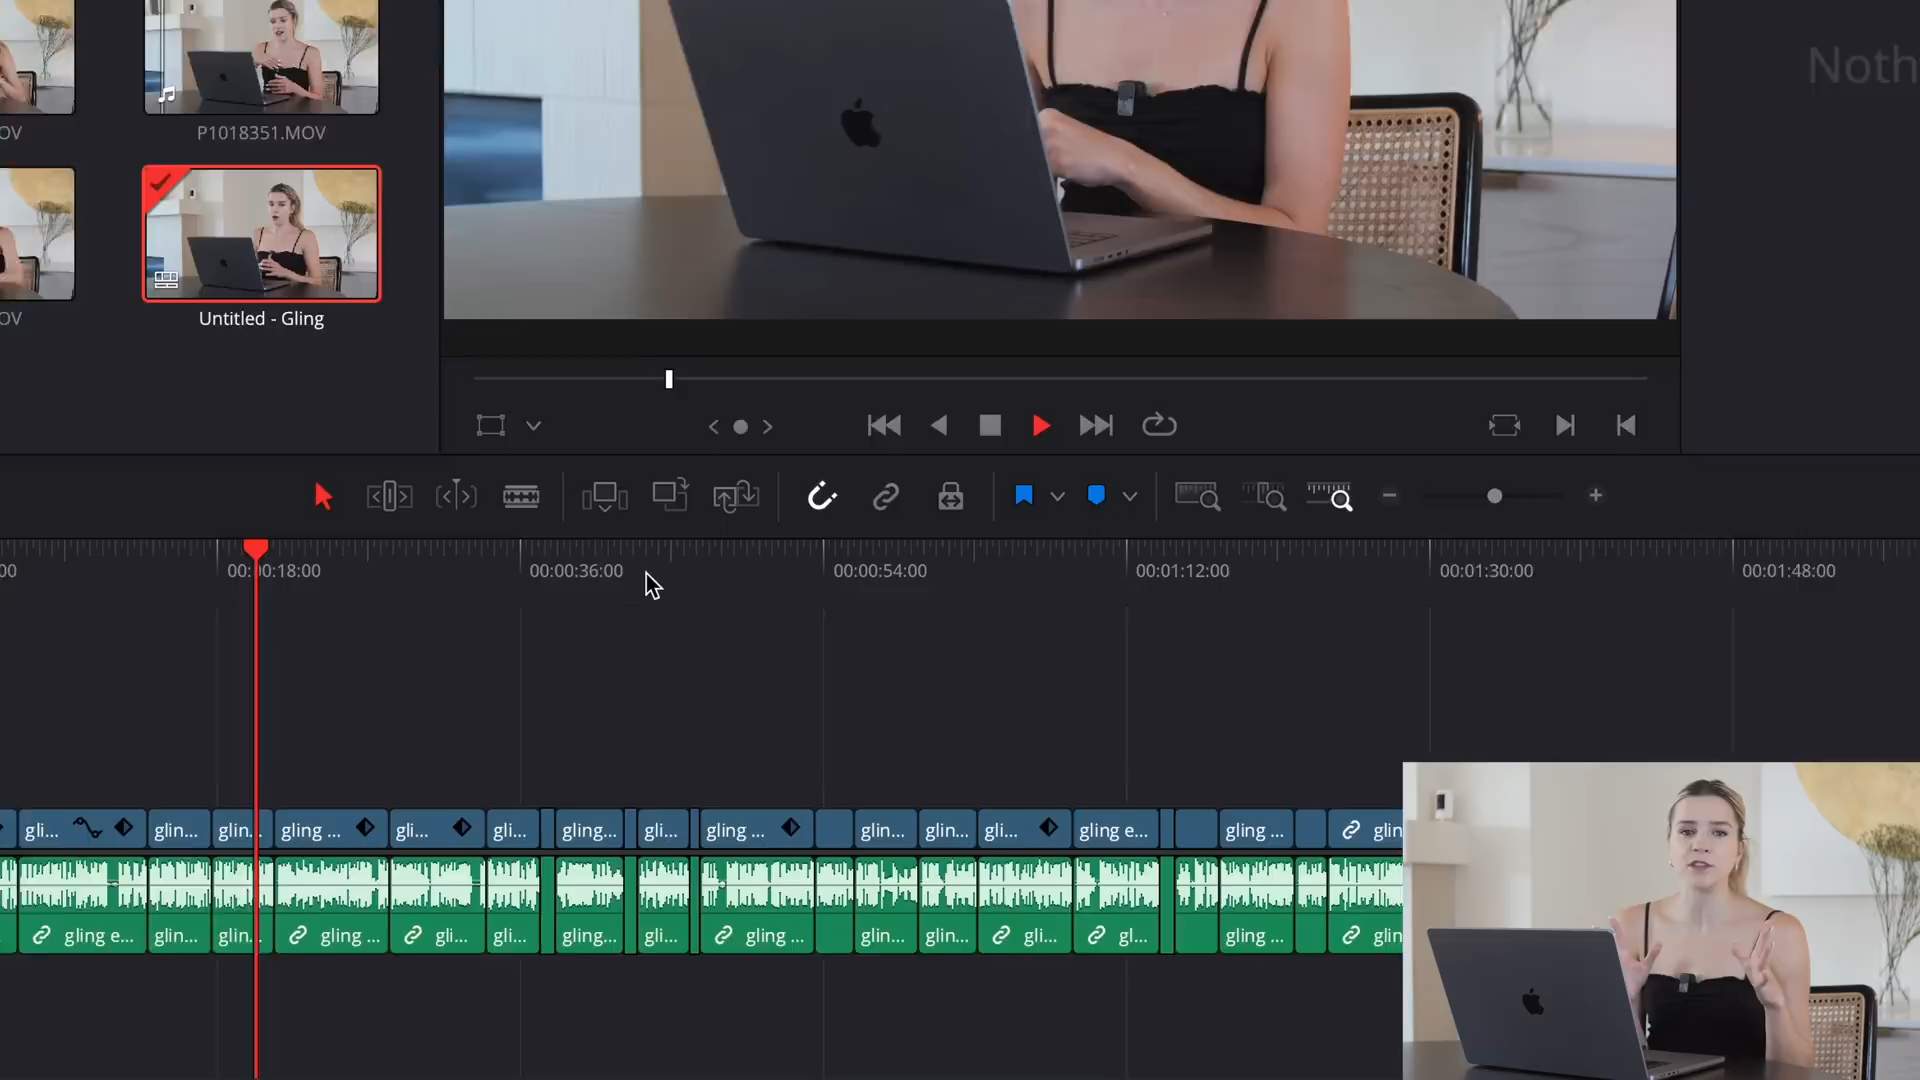 OV
P1018351.MOV
Noth
OV
Untitled - Gling
00
00:00:18:00
00:00:36:00
00:00:54:00
00:01:12:00
00:01:30:00
00:01:48:00
gli...
glin...
glin...
gling ...
gli...
gli...
gling...
gli...
gling ...
glin...
glin...
gli...
gling e...
gling ...
glin
gling e...
glin...
glin...
gling ...
gli...
gli...
gling...
gli...
gling ...
glin...
glin...
gli...
gl...
gling ...
glin